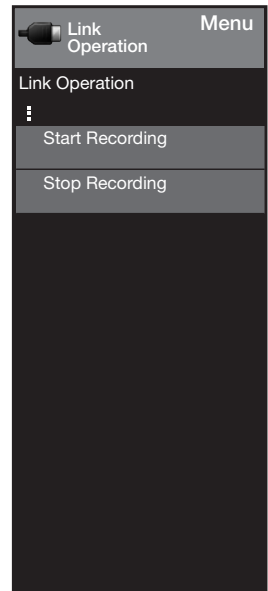 Link
Operation
Menu
Link Operation
Start Recording
Stop Recording